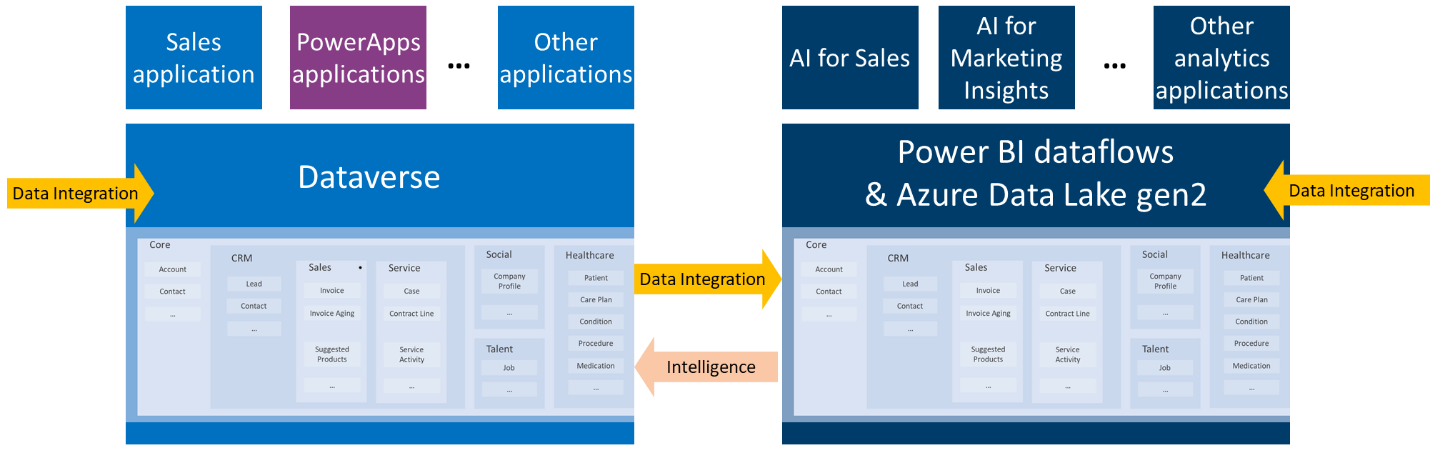 Sales
application
PowerApps
applications
...
Other
applications
AI for Sales
AI for
Marketing
Insights
...
Other
analytics
applications
Data Integration
Dataverse
Core
Account
Contact
...
CRM
Lead
Contact
...
Sales
Invoice
Invoice Aging
Suggested
Products
...
Service
Case
Contract Line
Service
Activity
...
Social
Company
Profile
...
Talent
Job
...
Healthcare
Patient
Care Plan
Condition
Procedure
Medication
...
Data Integration
Intelligence
Power BI dataflows
& Azure Data Lake gen2
Data Integration
Core
Account
Contact
...
CRM
Lead
Contact
...
Sales
Invoice
Invoice Aging
Suggested
Products
...
Service
Case
Contract Line
Service
Activity
...
Social
Company
Profile
...
Talent
Job
...
Healthcare
Patient
Care Plan
Condition
Procedure
Medication
...